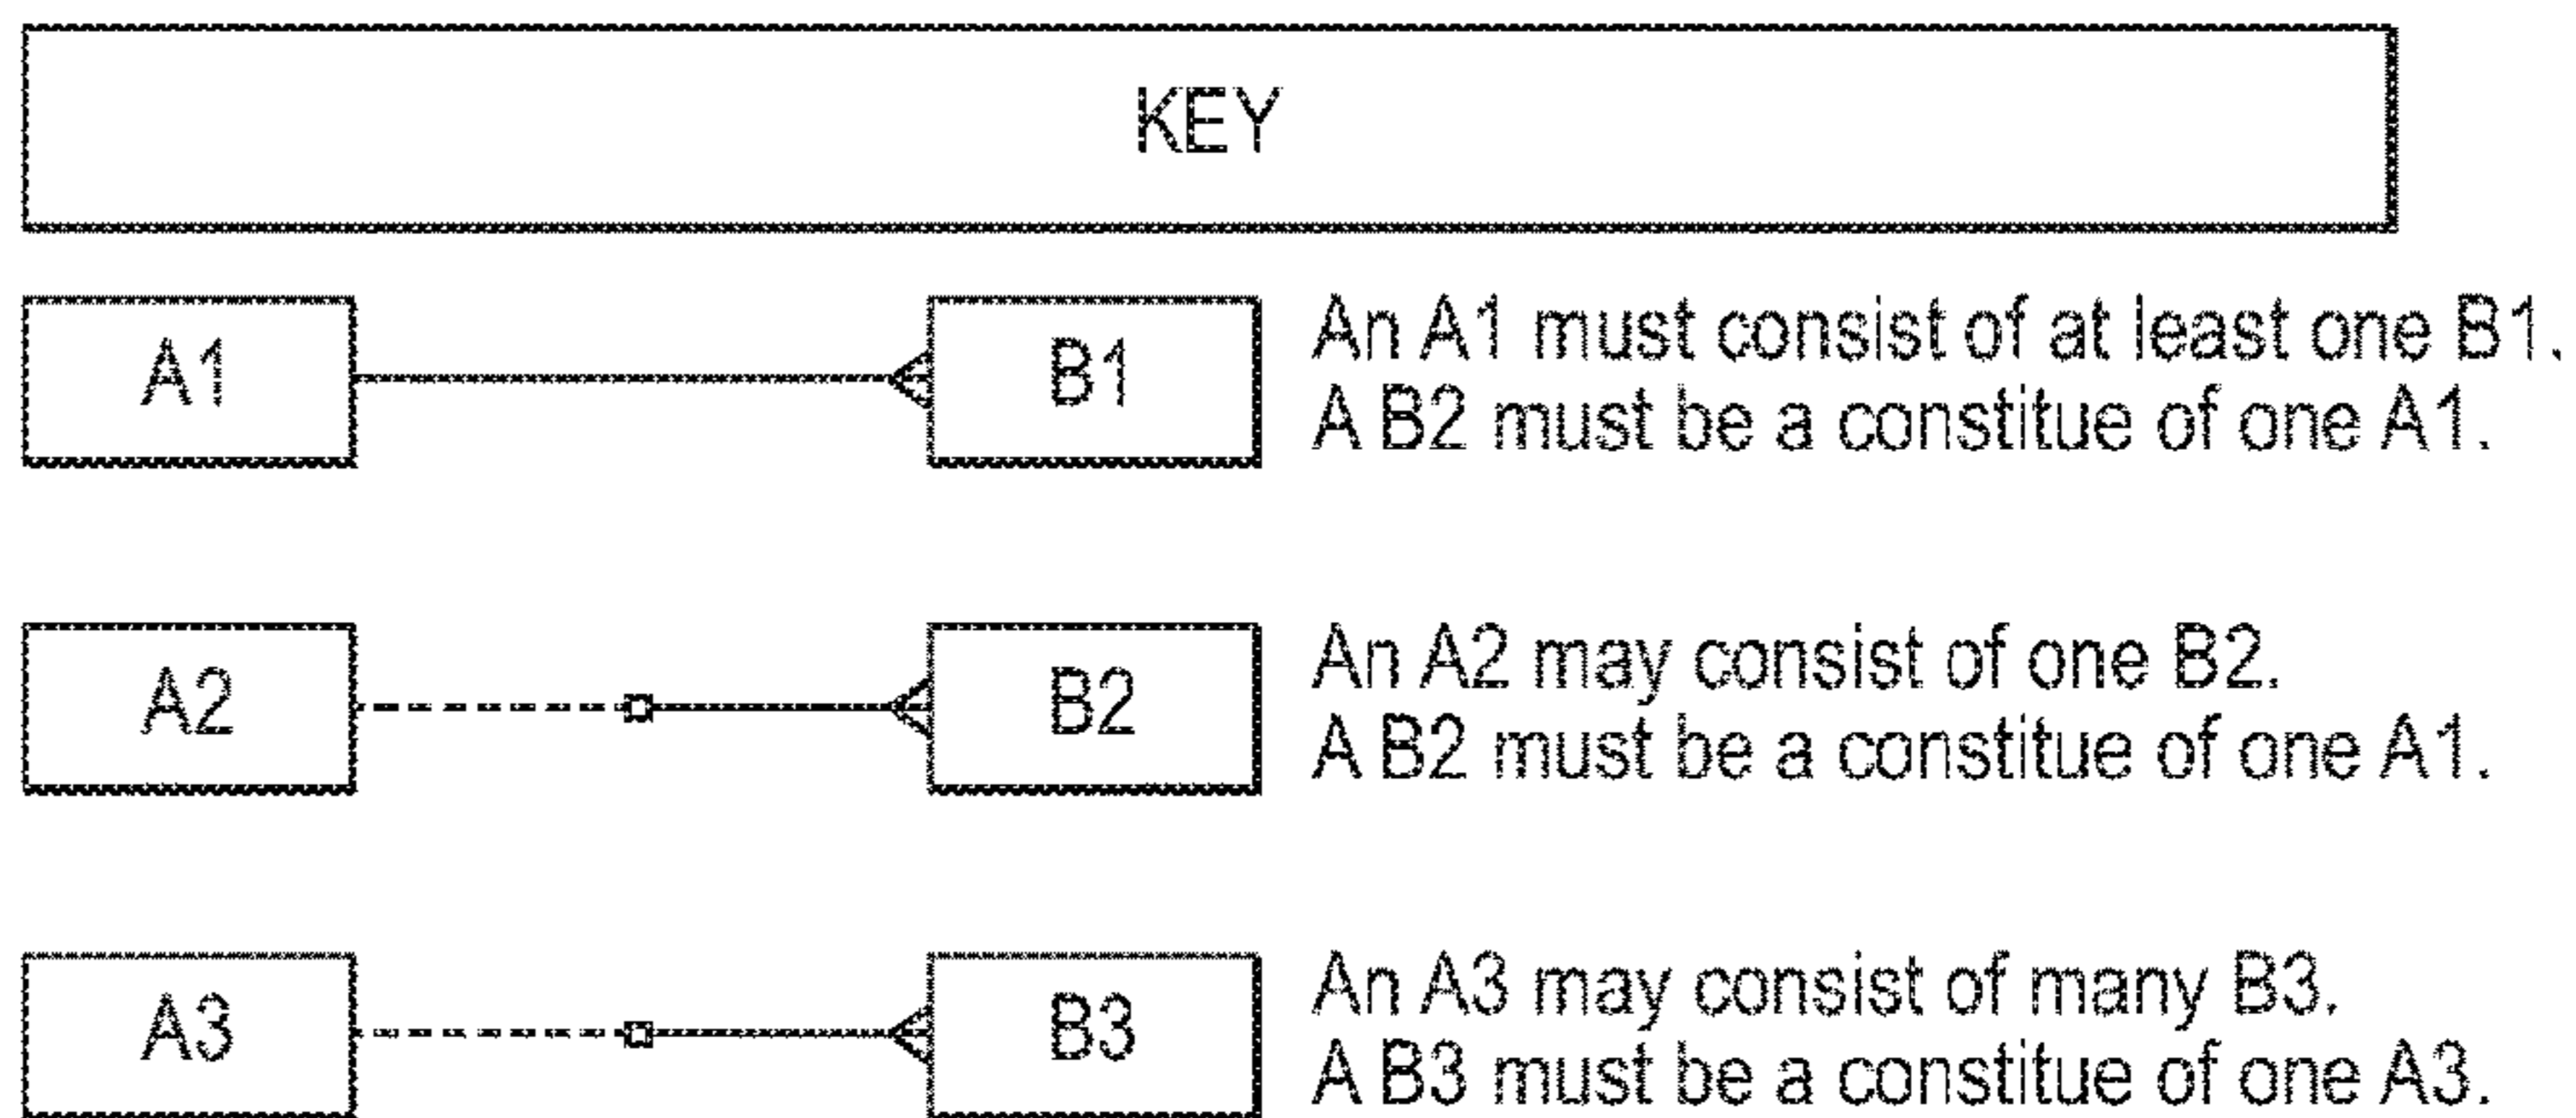 KEY
A1
B1
An A1 must consist of at least one B1.
A B2 must be a constitue of one A1.
A2
B2
An A2 may consist of one B2.
A B2 must be a constitue of one A1.
A3
B3
An A3 may consist of many B3.
A B3 must be a constitue of one A3.